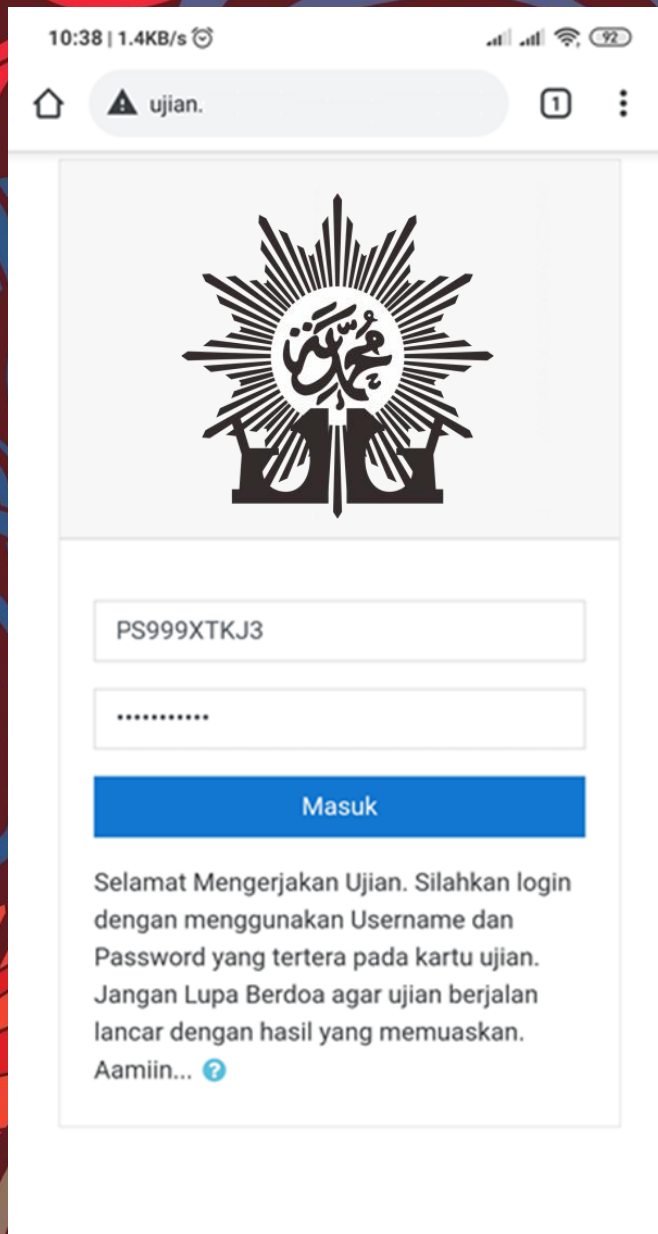 10:38 | 1.4KB/s
92
ujian.
1
محمدية
PS999XTKJ3
•••••••••••
Masuk
Selamat Mengerjakan Ujian. Silahkan login
dengan menggunakan Username dan
Password yang tertera pada kartu ujian.
Jangan Lupa Berdoa agar ujian berjalan
lancar dengan hasil yang memuaskan.
Aamiin... ?